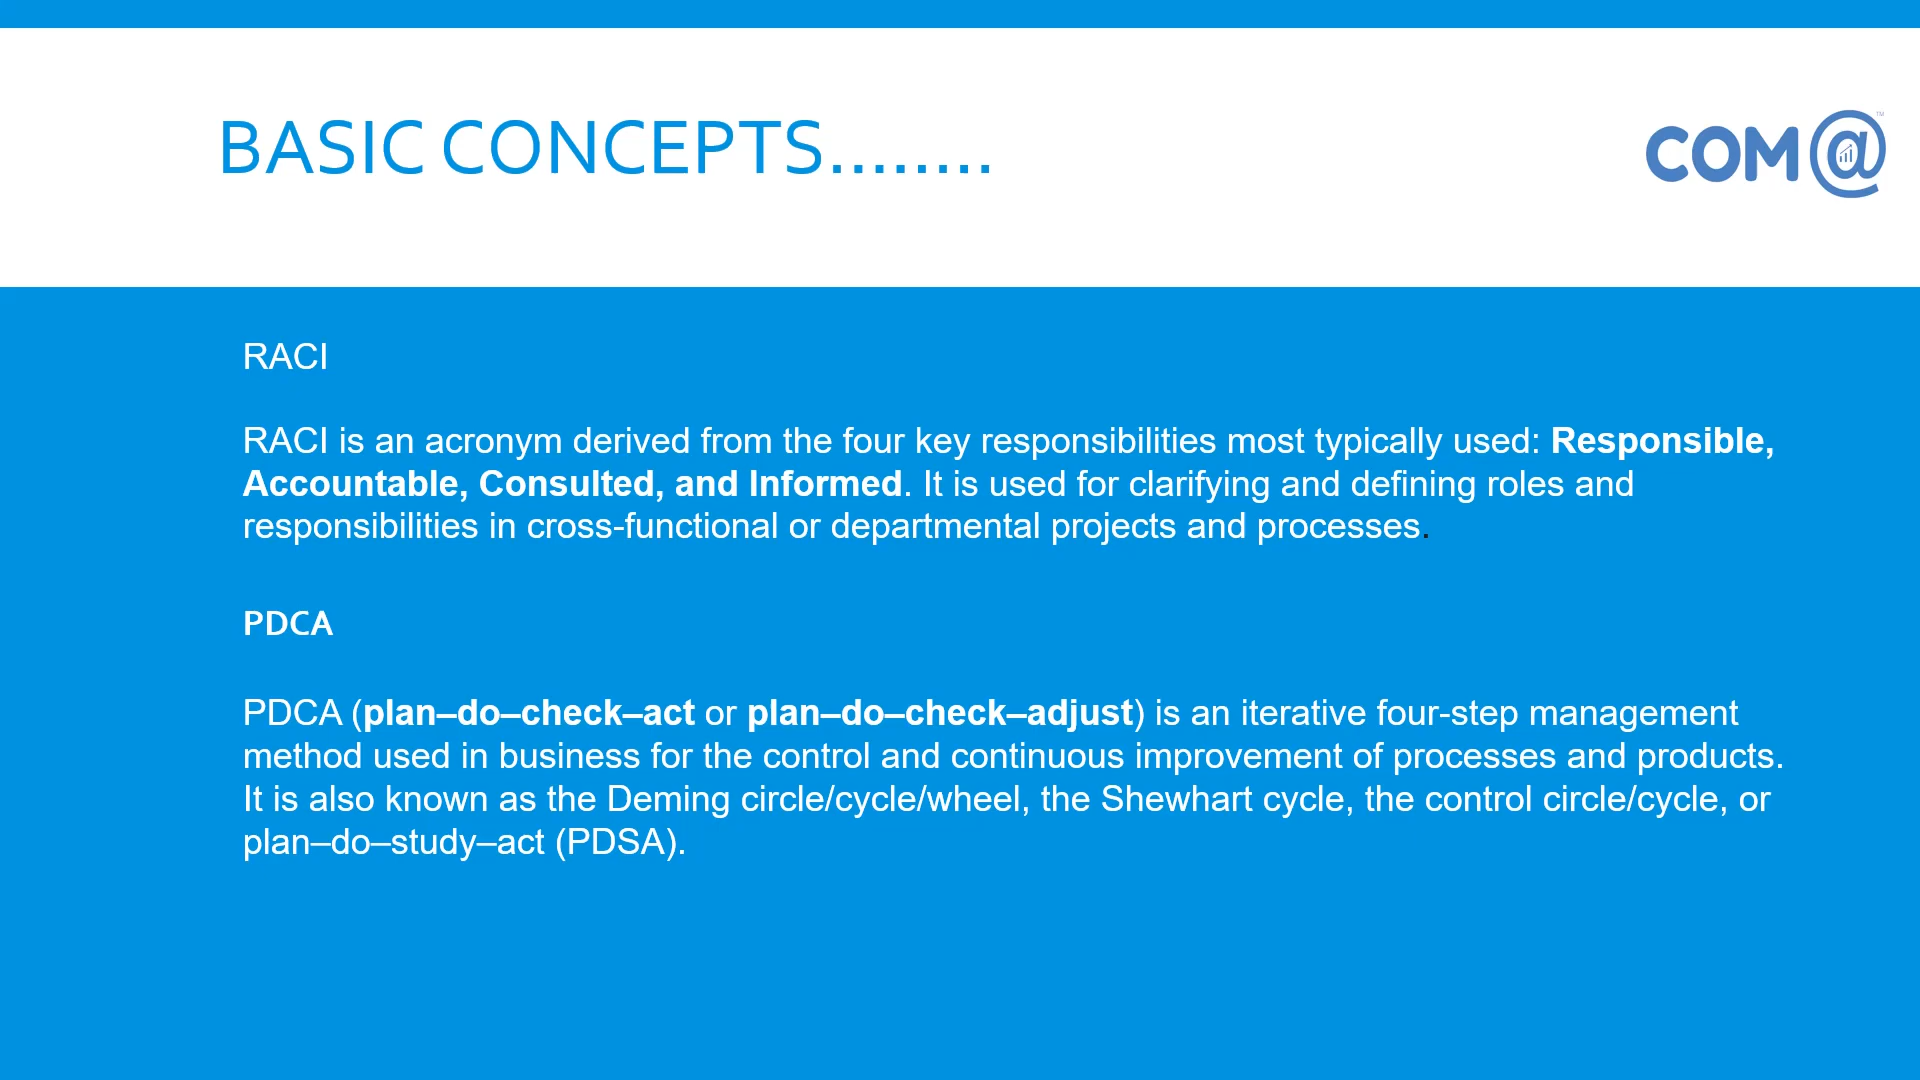 BASIC CONCEPTS........
COM@
TM
RACI
RACI is an acronym derived from the four key responsibilities most typically used: Responsible,
Accountable, Consulted, and Informed. It is used for clarifying and defining roles and
responsibilities in cross-functional or departmental projects and processes.
PDCA
PDCA (plan–do–check–act or plan–do–check–adjust) is an iterative four-step management
method used in business for the control and continuous improvement of processes and products.
It is also known as the Deming circle/cycle/wheel, the Shewhart cycle, the control circle/cycle, or
plan–do–study–act (PDSA).